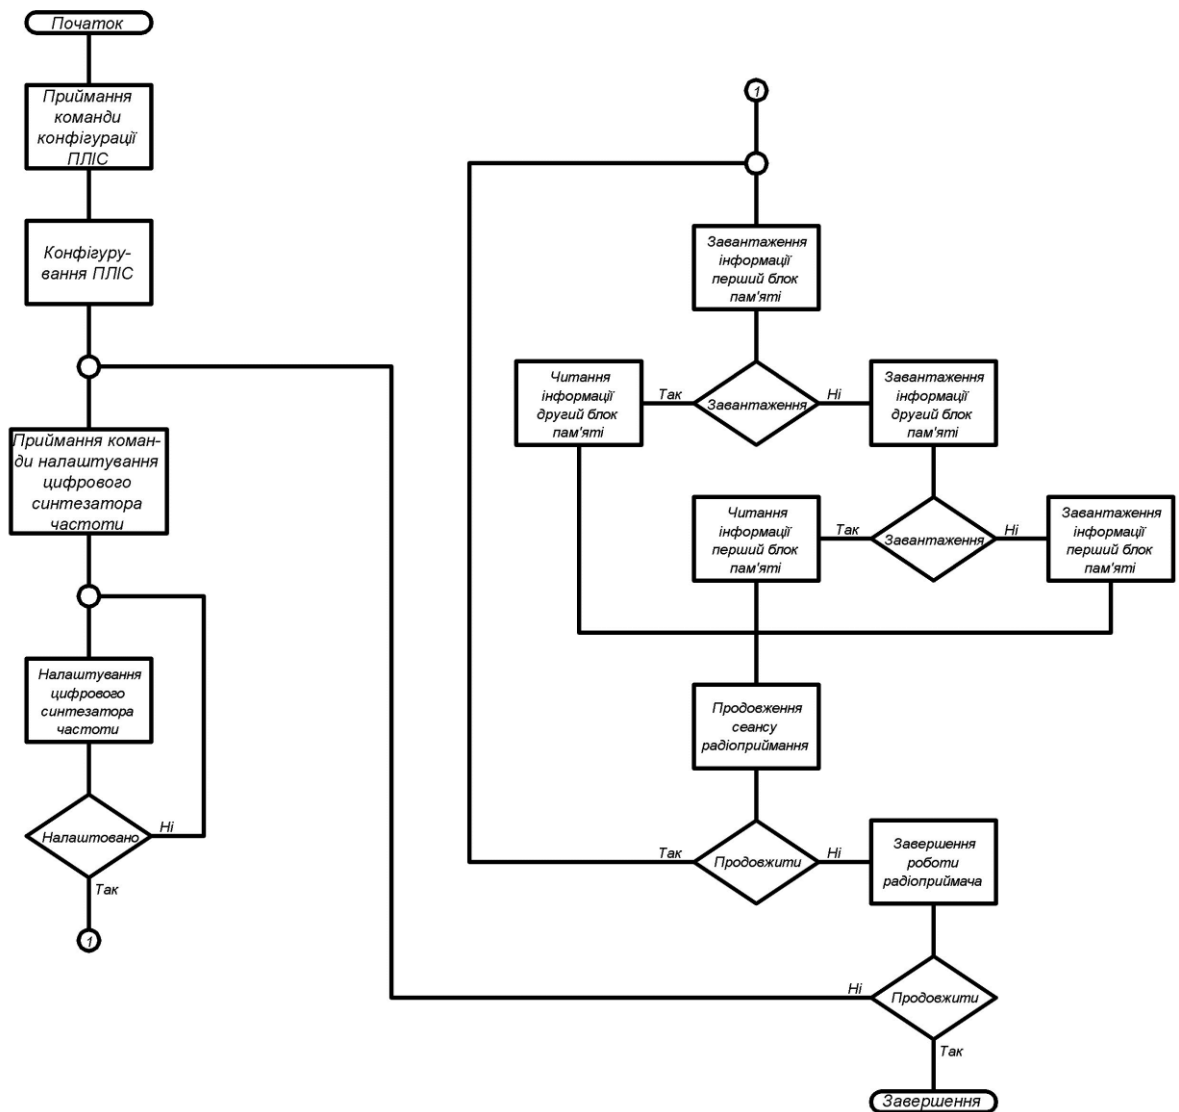 Початок
Приймання
команди
конфігурації
ПЛІС
Конфігуру-
вання ПЛІС
Приймання коман-
ди налаштування
цифрового
синтезатора
частоти
Налаштування
цифрового
синтезатора
частоти
Налаштовано
Ні
Так
1
1
Завантаження
інформації
перший блок
пам'яті
Читання
інформації
другий блок
пам'яті
Так
Завантаження
Ні
Завантаження
інформації
другий блок
пам'яті
Читання
інформації
перший блок
пам'яті
Так
Завантаження
Ні
Завантаження
інформації
перший блок
пам'яті
Продовження
сеансу
радіоприймання
Так
Продовжити
Ні
Завершення
роботи
радіоприймача
Ні
Продовжити
Так
Завершення